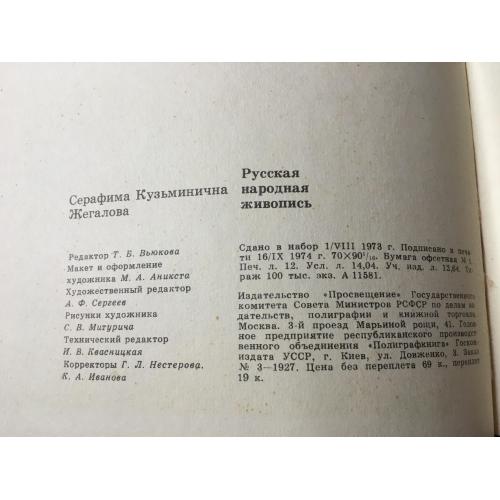 Серафима Кузьминична
Жегалова
Редактор Т. Б. Вьюкова
Макет и оформление
художника М. А. Аникста
Художественный редактор
А. Ф. Сергеев
Рисунки художника
С. В. Митурича
Технический редактор
И. В. Квасницкая
Корректоры Г. Л. Нестерова,
К. А. Иванова
Русская
народная
живопись
Сдано в набор 1/VIII 1973 г. Подписано к печа-
ти 16/IX 1974 г. 70×90¹/₁₆. Бумага офсетная №
Печ. л. 12. Усл. л. 14,04. Уч. изд. л. 13,64. Ти-
раж 100 тыс. экз. А 11581.
Издательство «Просвещение» Государственного
комитета Совета Министров РСФСР по делам из-
дательств, полиграфии и книжной торговли.
Москва. 3-й проезд Марьиной рощи, 41. Голов-
ное предприятие республиканского производст-
венного объединения «Полиграфкнига» Госком-
издата УССР, г. Киев, ул. Довженко, 3. Заказ
№ 3—1927. Цена без переплета 69 к., переплет
19 к.